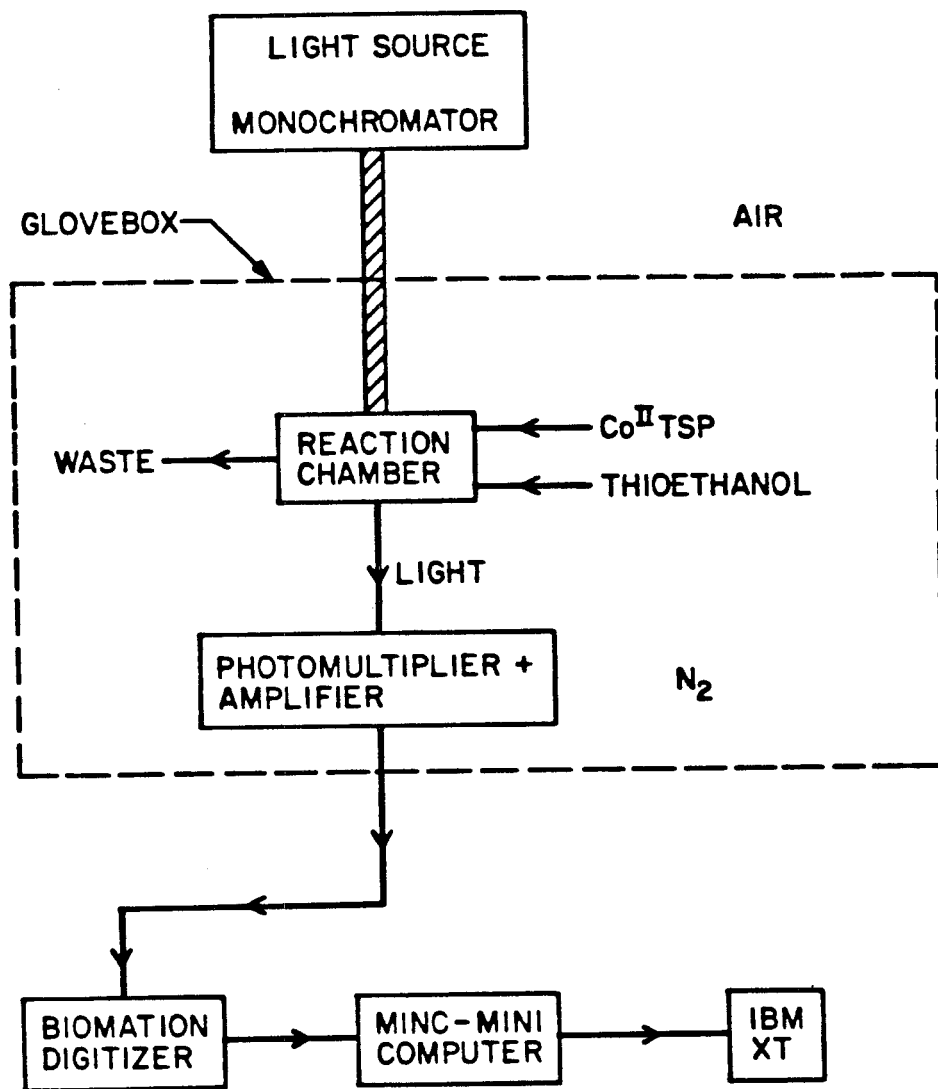 LIGHT SOURCE
MONOCHROMATOR
GLOVEBOX
AIR
Co^II TSP
REACTION
CHAMBER
WASTE
THIOETHANOL
LIGHT
PHOTOMULTIPLIER +
AMPLIFIER
N₂
BIOMATION
DIGITIZER
MINC-MINI
COMPUTER
IBM
XT